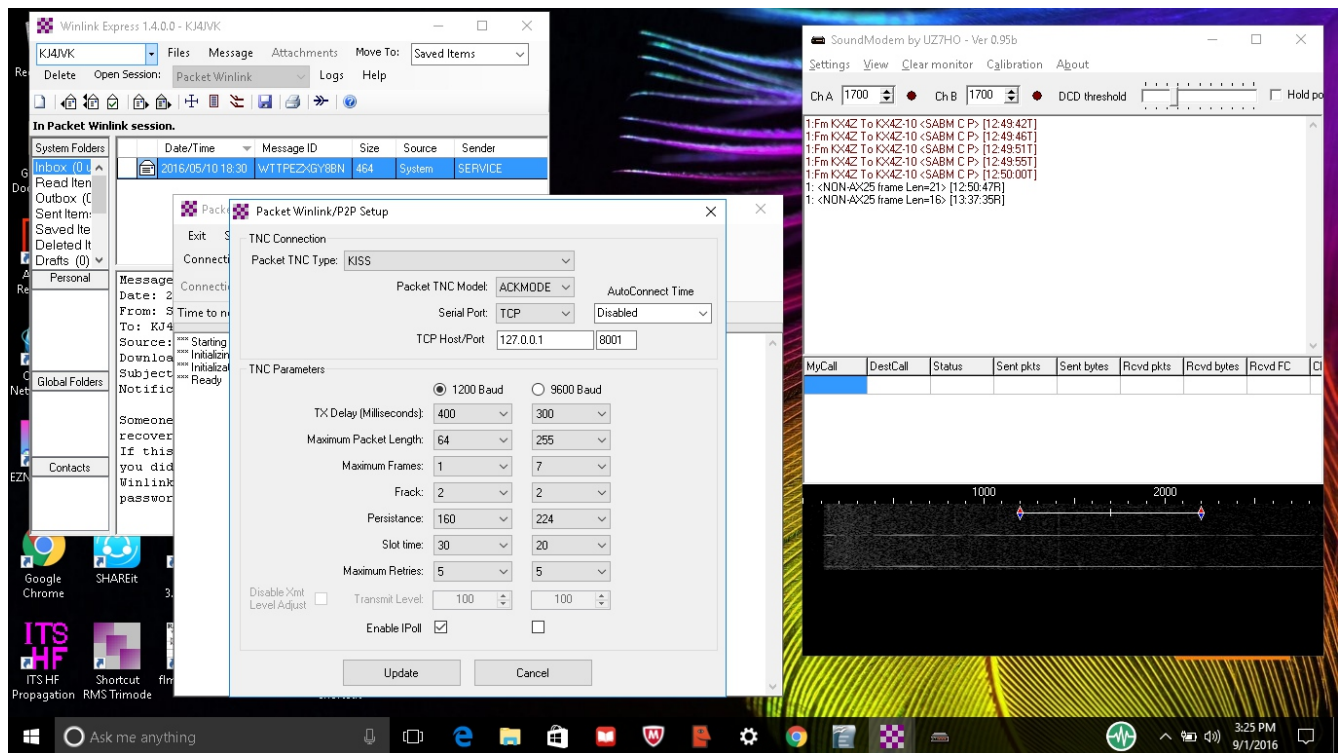 Winlink Express 1.4.0.0 - KJ4JVK
KJ4JVK Files Message Attachments Move To: Saved Items
Delete Open Session: Packet Winlink Logs Help
In Packet Winlink session.
System Folders
Inbox (0 u
Read Iten
Outbox (0
Sent Item:
Saved Ite
Deleted It
Drafts (0)
Personal
Global Folders
Contacts
Date/Time Message ID Size Source Sender
2016/05/10 18:30 WTTPEZXGY8BN 464 System SERVICE
Message
Date: 2
From: S
To: KJ4
Source:
Downloa
Subject
Notific
Someone
recover
If this
you did
Winlink
passwor
Packe
Exit S
Connecti
Connecti
Time to n
*** Starting
*** Initializin
*** Initializal
*** Ready
Packet Winlink/P2P Setup
TNC Connection
Packet TNC Type: KISS
Packet TNC Model: ACKMODE AutoConnect Time
Serial Port: TCP Disabled
TCP Host/Port 127.0.0.1 8001
TNC Parameters
1200 Baud 9600 Baud
TX Delay (Milliseconds): 400 300
Maximum Packet Length: 64 255
Maximum Frames: 1 7
Frack: 2 2
Persistance: 160 224
Slot time: 30 20
Maximum Retries: 5 5
Disable Xmt
Level Adjust Transmit Level: 100 100
Enable IPoll
Update Cancel
SoundModem by UZ7HO - Ver 0.95b
Settings View Clear monitor Calibration About
Ch A 1700 Ch B 1700 DCD threshold Hold po
1:Fm KX4Z To KX4Z-10 <SABM C P> [12:49:42T]
1:Fm KX4Z To KX4Z-10 <SABM C P> [12:49:46T]
1:Fm KX4Z To KX4Z-10 <SABM C P> [12:49:51T]
1:Fm KX4Z To KX4Z-10 <SABM C P> [12:49:55T]
1:Fm KX4Z To KX4Z-10 <SABM C P> [12:50:00T]
1: <NON-AX25 frame Len=21> [12:50:47R]
1: <NON-AX25 frame Len=16> [13:37:35R]
MyCall DestCall Status Sent pkts Sent bytes Rcvd pkts Rcvd bytes Rcvd FC
1000 2000
Google
Chrome
SHAREit
ITS
HF
ITS HF
Propagation
Shortcut
RMS Trimode
Ask me anything
3:25 PM
9/1/2016